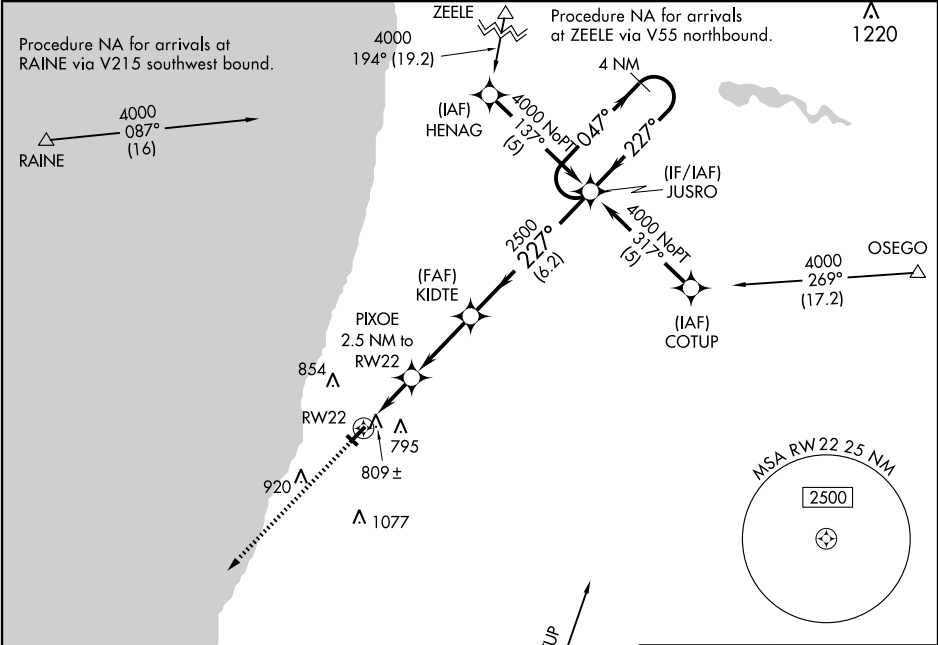 Procedure NA for arrivals at
RAINE via V215 southwest bound.
ZEELE
Procedure NA for arrivals
at ZEELE via V55 northbound.
1220
4000
194° (19.2)
4 NM
4000
087°
(16)
RAINE
(IAF)
HENAG
4000 NoPT
137°
(5)
047°
227°
(IF/IAF)
JUSRO
2500
227°
(6.2)
4000 NoPT
317°
(5)
OSEGO
4000
269°
(17.2)
(IAF)
COTUP
(FAF)
KIDTE
PIXOE
2.5 NM to
RW22
854
RW22
795
809 ±
920
1077
MSA RW 22 25 NM
2500